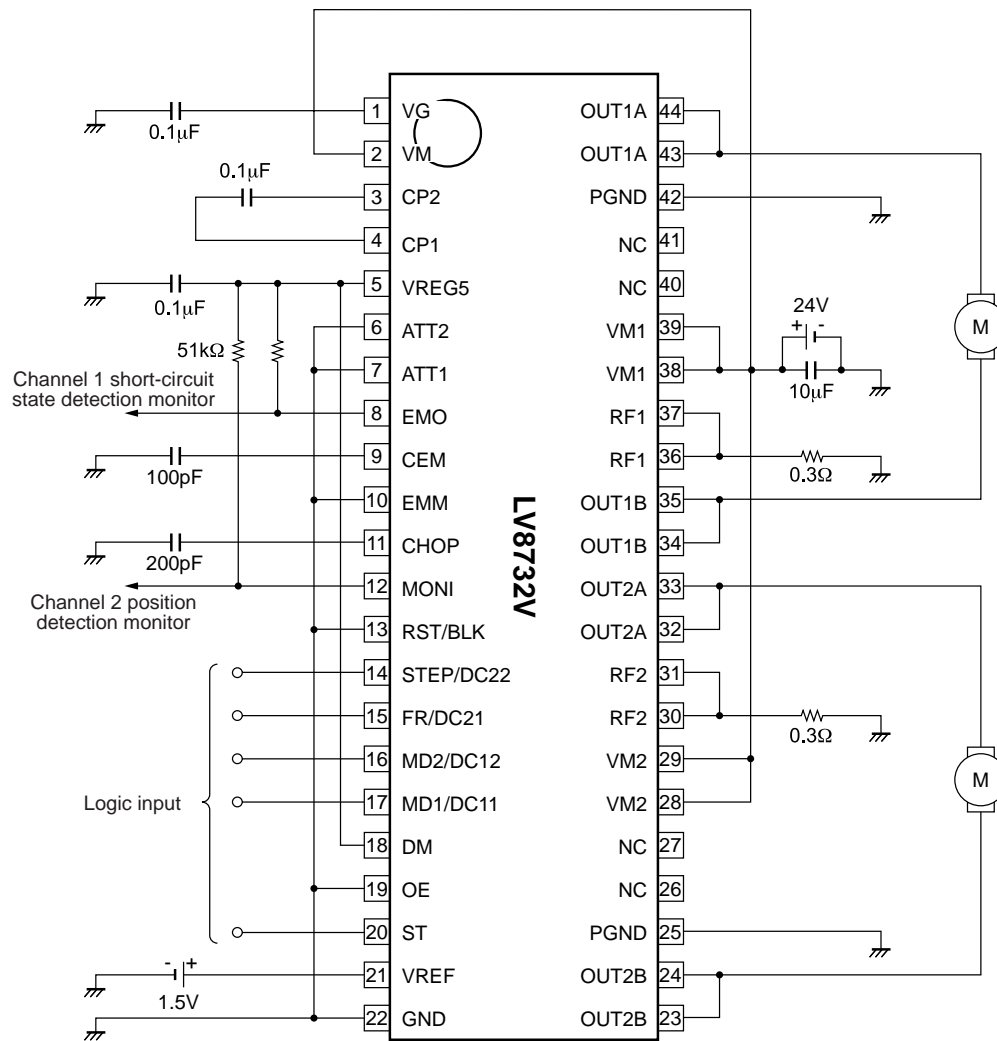 1 VG OUT1A 44
0.1μF
2 VM OUT1A 43
0.1μF
3 CP2 PGND 42
4 CP1 NC 41
5 VREG5 NC 40
0.1μF
24V
6 ATT2 VM1 39
+ -
51kΩ
M
7 ATT1 VM1 38
10μF
Channel 1 short-circuit
state detection monitor
8 EMO RF1 37
9 CEM RF1 36
100pF
0.3Ω
10 EMM OUT1B 35
LV8732V
11 CHOP OUT1B 34
200pF
12 MONI OUT2A 33
Channel 2 position
detection monitor
13 RST/BLK OUT2A 32
14 STEP/DC22 RF2 31
15 FR/DC21 RF2 30
0.3Ω
16 MD2/DC12 VM2 29
M
Logic input
17 MD1/DC11 VM2 28
18 DM NC 27
19 OE NC 26
20 ST PGND 25
- +
21 VREF OUT2B 24
1.5V
22 GND OUT2B 23